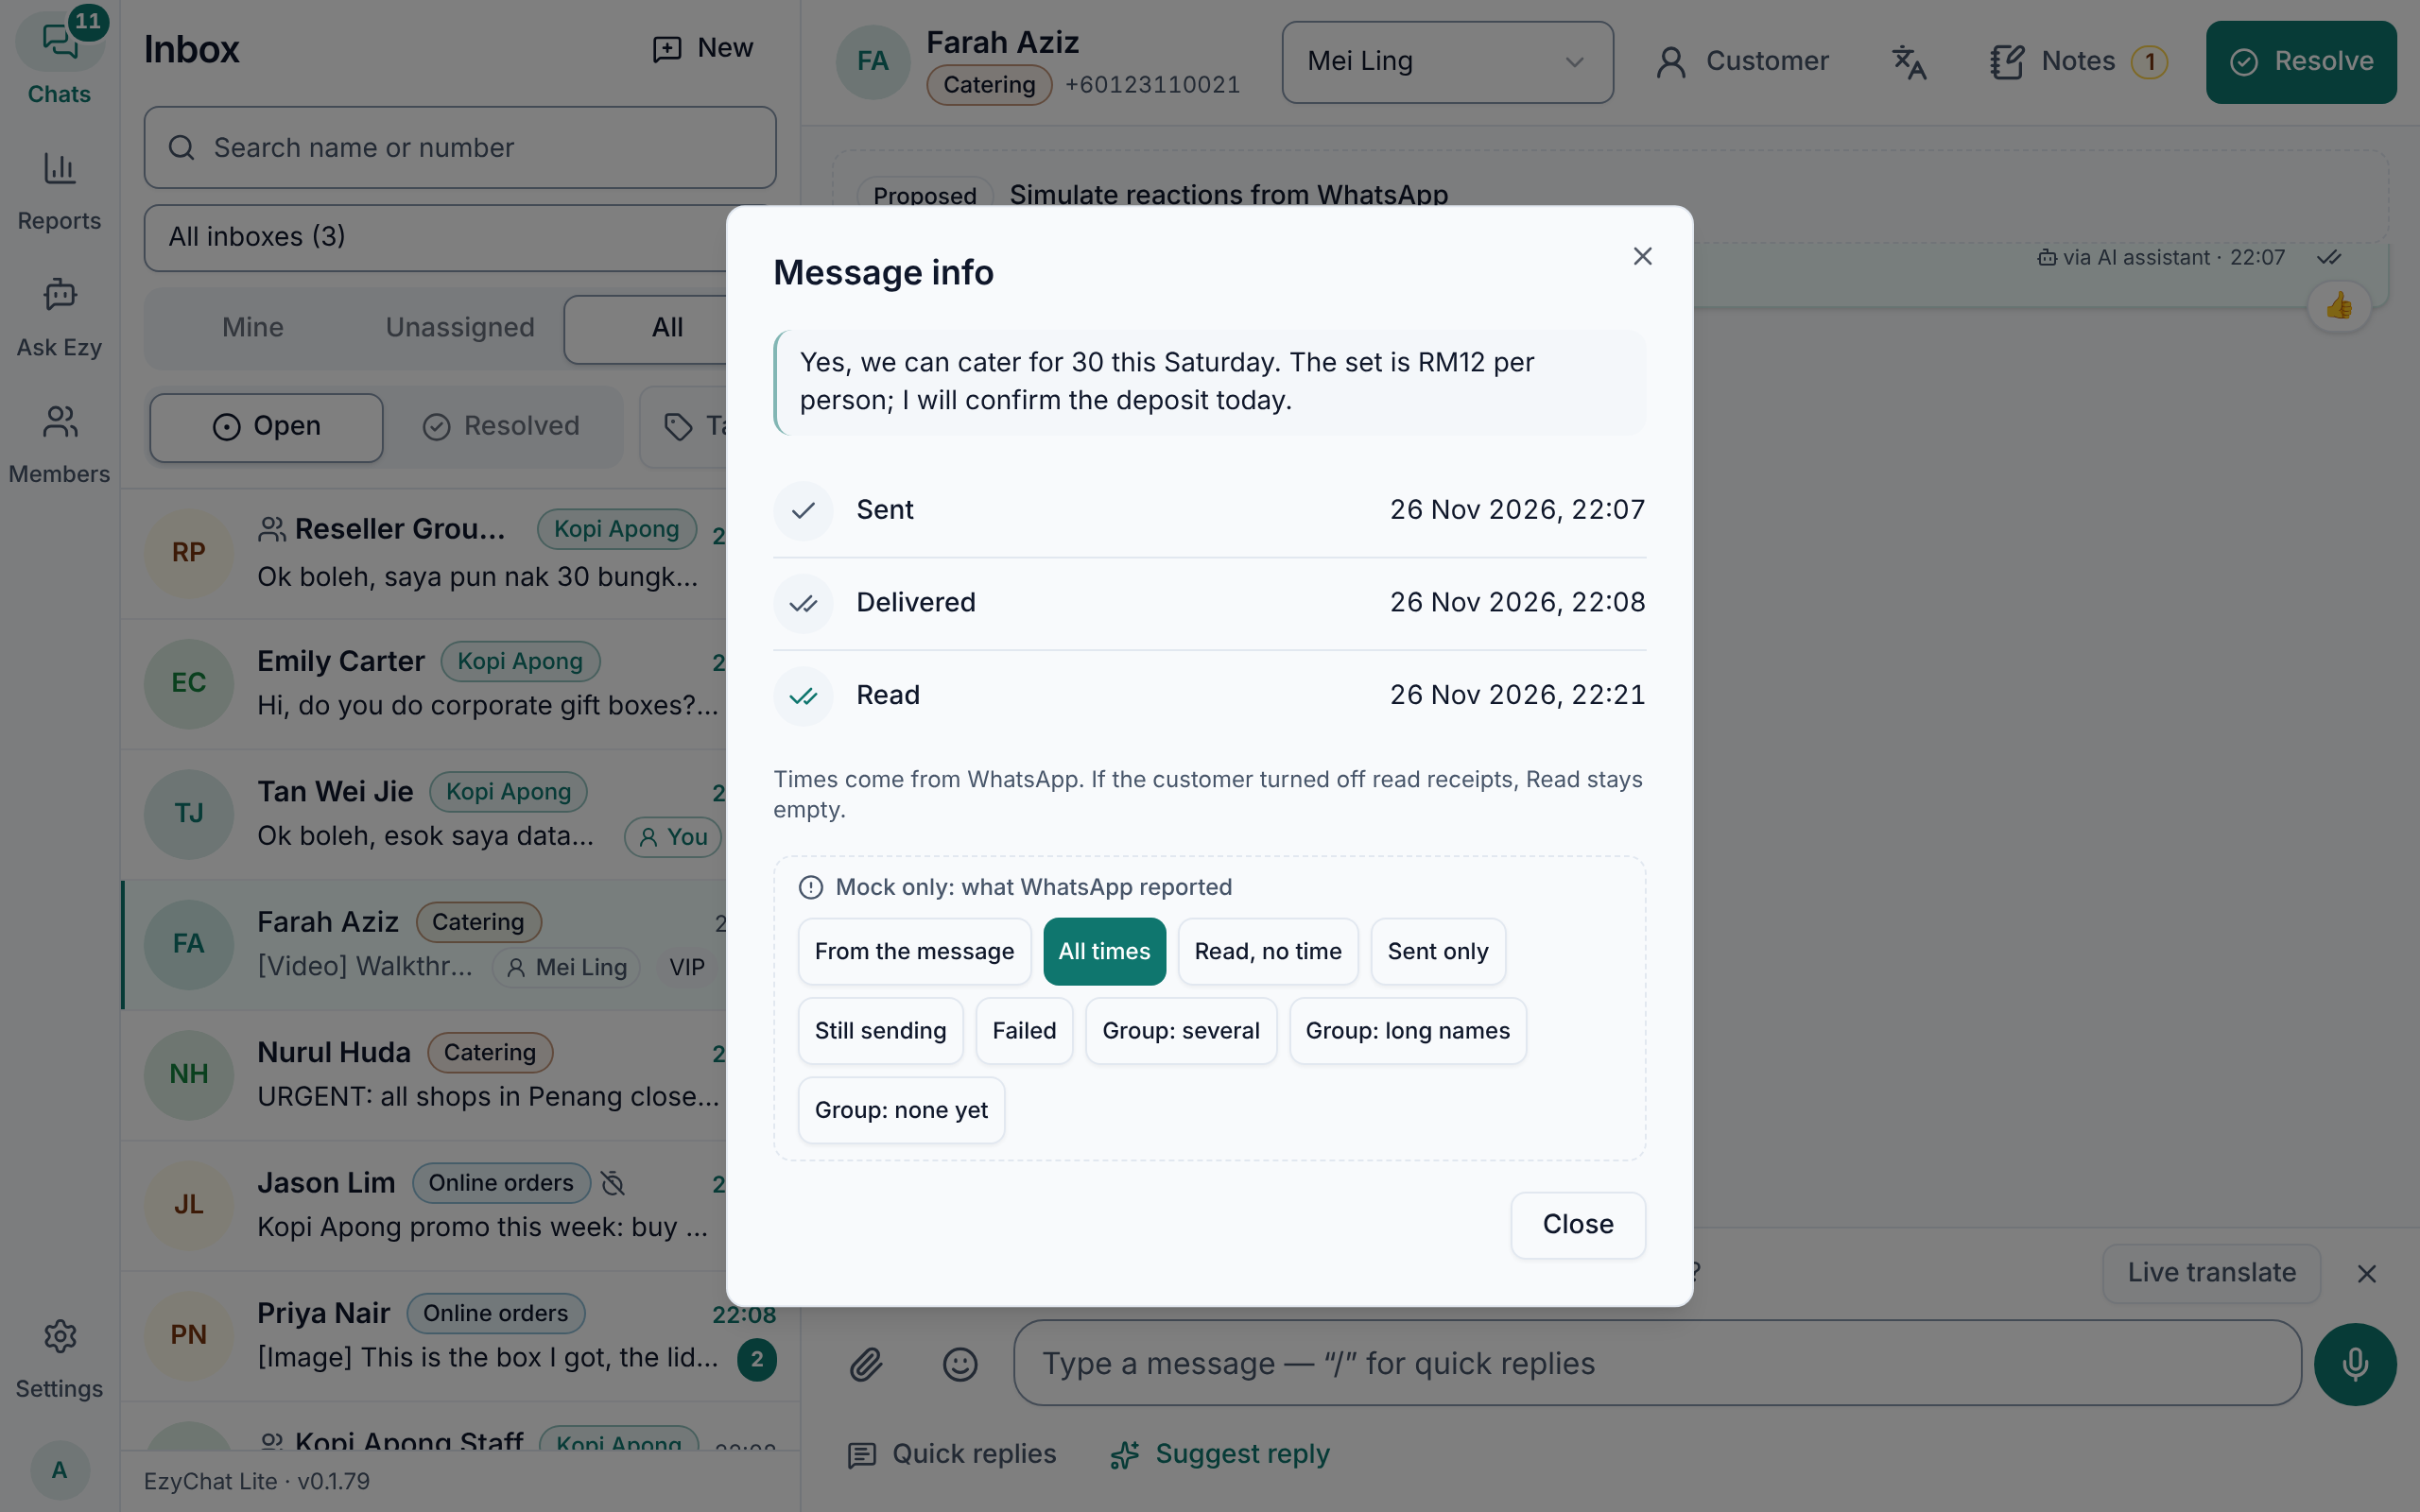 11
Chats
Reports
Ask Ezy
Members
Settings
A
Inbox
New
Search name or number
All inboxes (3)
Mine
Unassigned
All
Open
Resolved
RP
Reseller Grou...
Kopi Apong
Ok boleh, saya pun nak 30 bungk...
EC
Emily Carter
Kopi Apong
Hi, do you do corporate gift boxes?...
TJ
Tan Wei Jie
Kopi Apong
Ok boleh, esok saya data...
You
FA
Farah Aziz
Catering
[Video] Walkthr...
Mei Ling
VIP
NH
Nurul Huda
Catering
URGENT: all shops in Penang close...
JL
Jason Lim
Online orders
Kopi Apong promo this week: buy ...
PN
Priya Nair
Online orders
22:08
[Image] This is the box I got, the lid...
2
Kopi Apong Staff
Kopi Apong
22:08
EzyChat Lite · v0.1.79
FA
Farah Aziz
Catering
+60123110021
Mei Ling
Customer
Notes
1
Resolve
Proposed
Simulate reactions from WhatsApp
via AI assistant · 22:07
👍
Message info
Yes, we can cater for 30 this Saturday. The set is RM12 per
person; I will confirm the deposit today.
Sent
26 Nov 2026, 22:07
Delivered
26 Nov 2026, 22:08
Read
26 Nov 2026, 22:21
Times come from WhatsApp. If the customer turned off read receipts, Read stays
empty.
Mock only: what WhatsApp reported
From the message
All times
Read, no time
Sent only
Still sending
Failed
Group: several
Group: long names
Group: none yet
Close
?
Live translate
Type a message — “/” for quick replies
Quick replies
Suggest reply